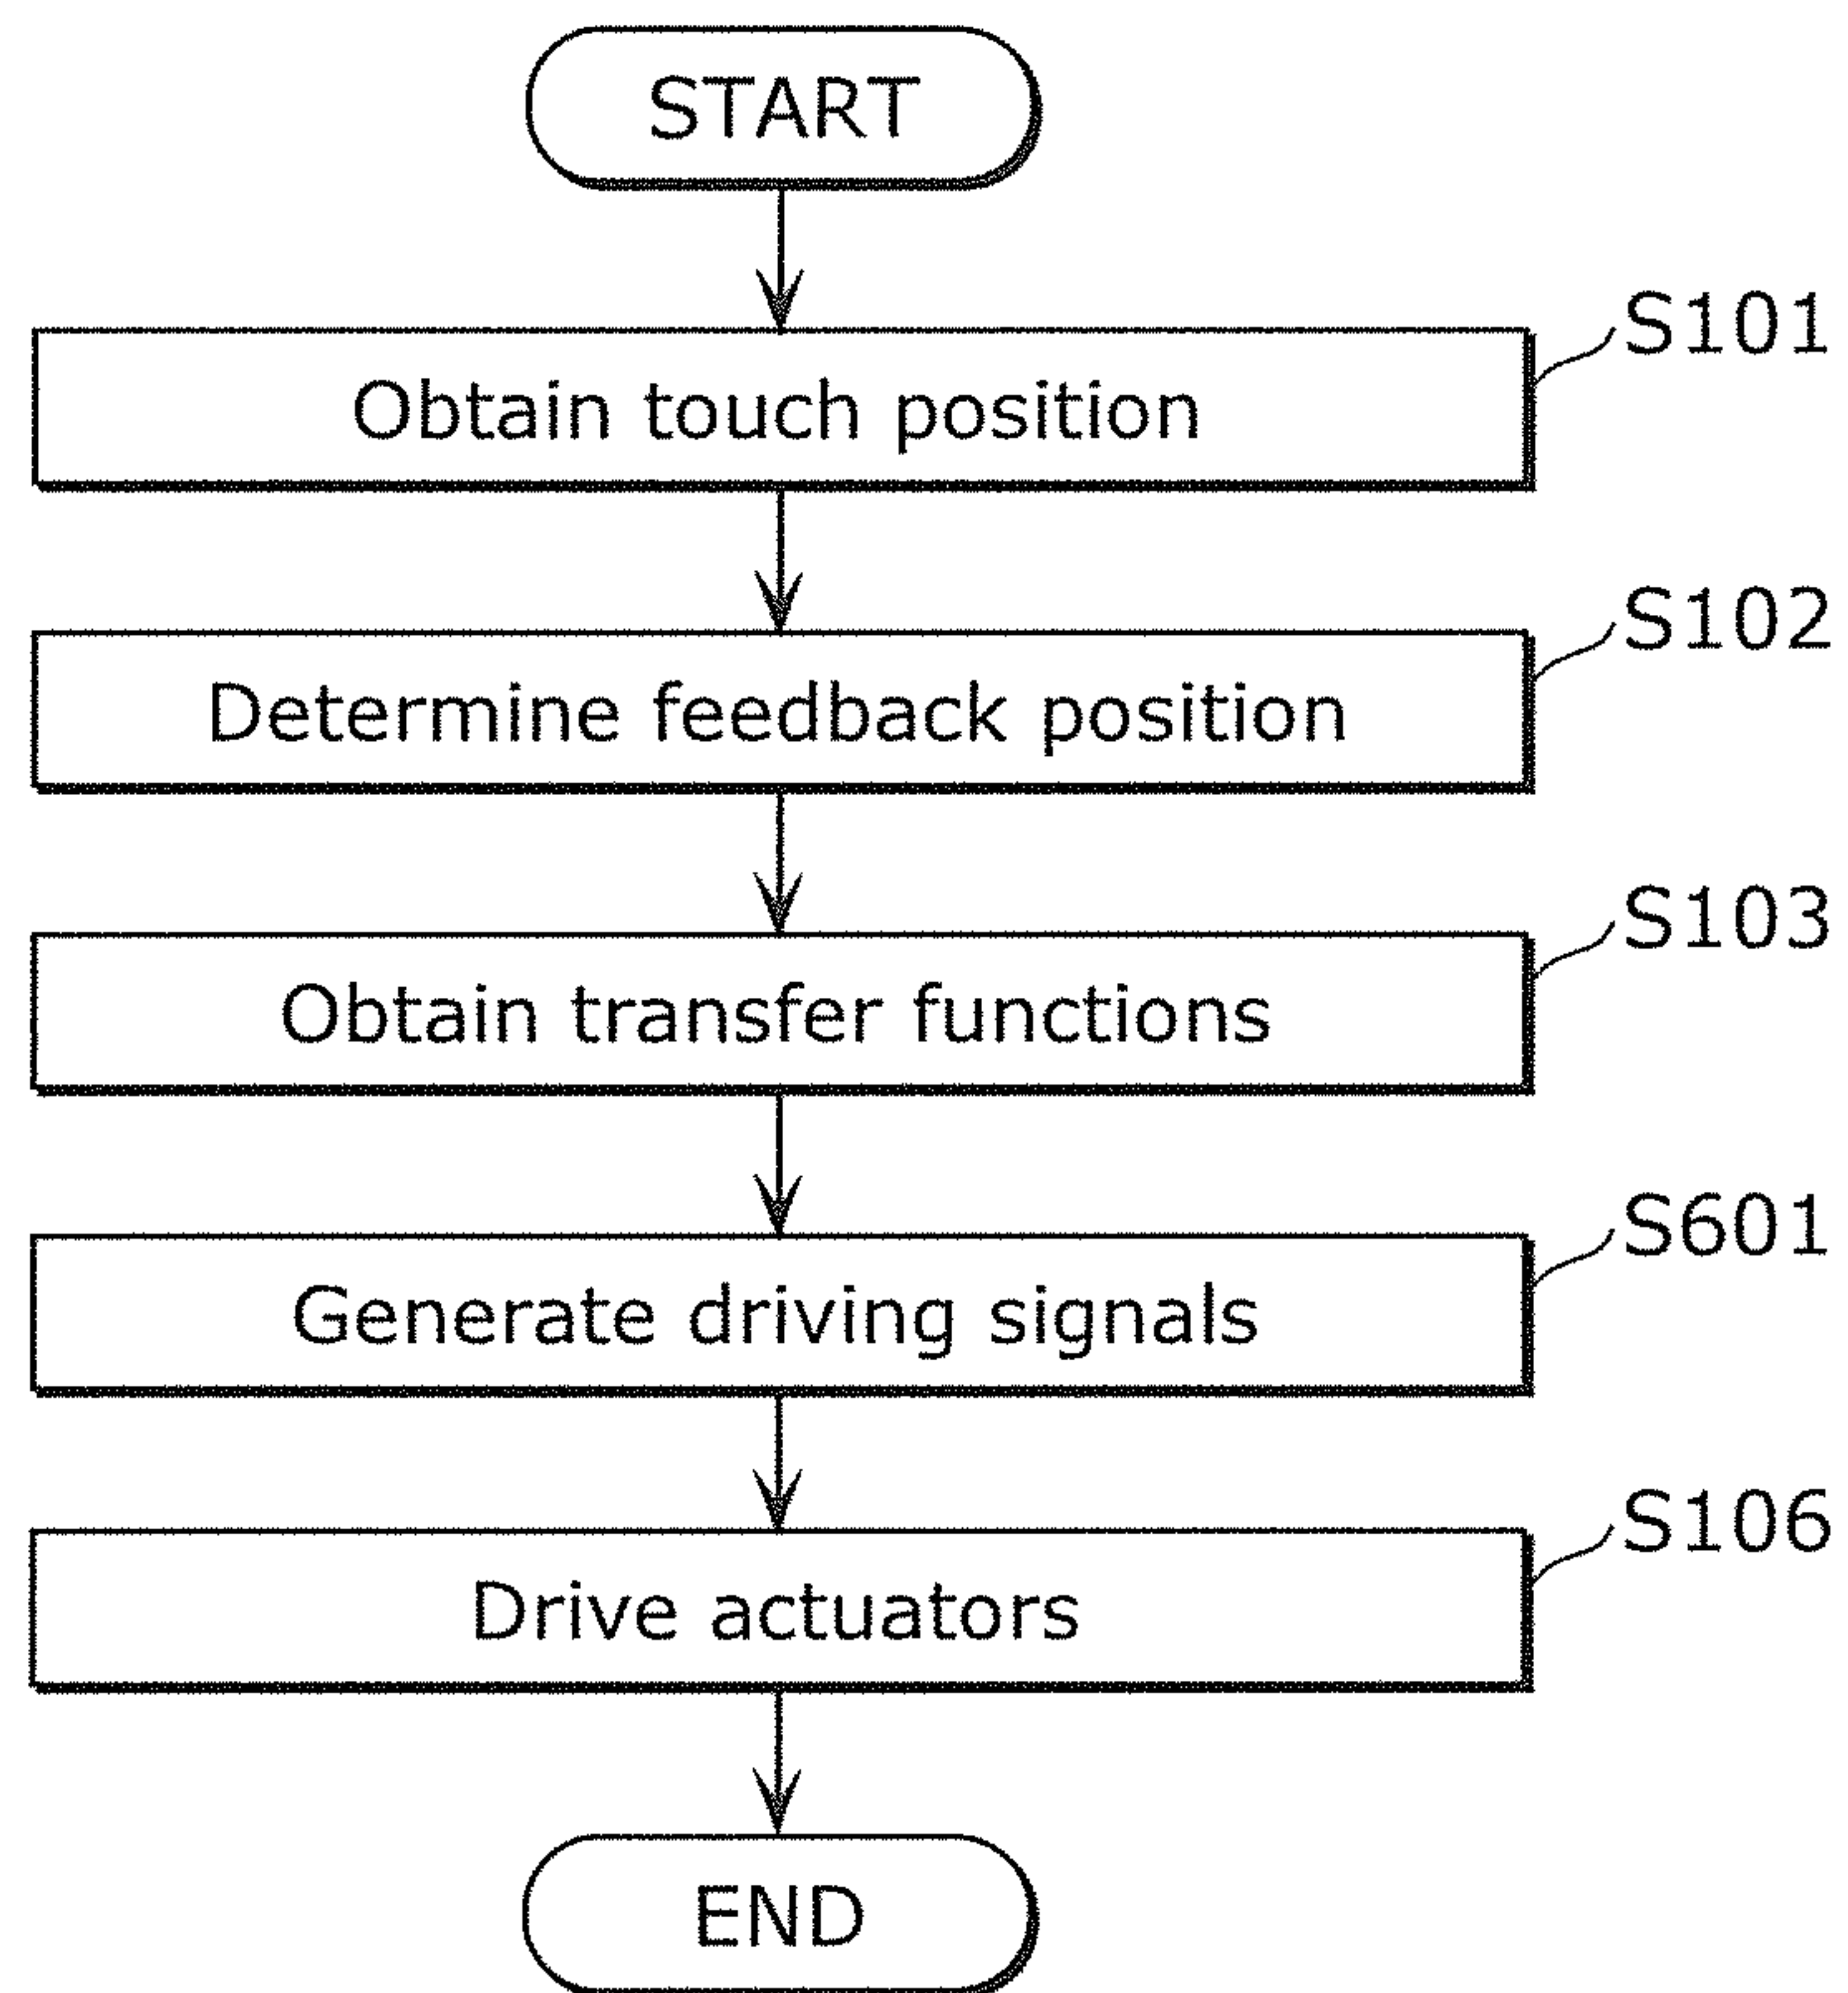 START
S101
Obtain touch position
S102
Determine feedback position
S103
Obtain transfer functions
S601
Generate driving signals
S106
Drive actuators
END